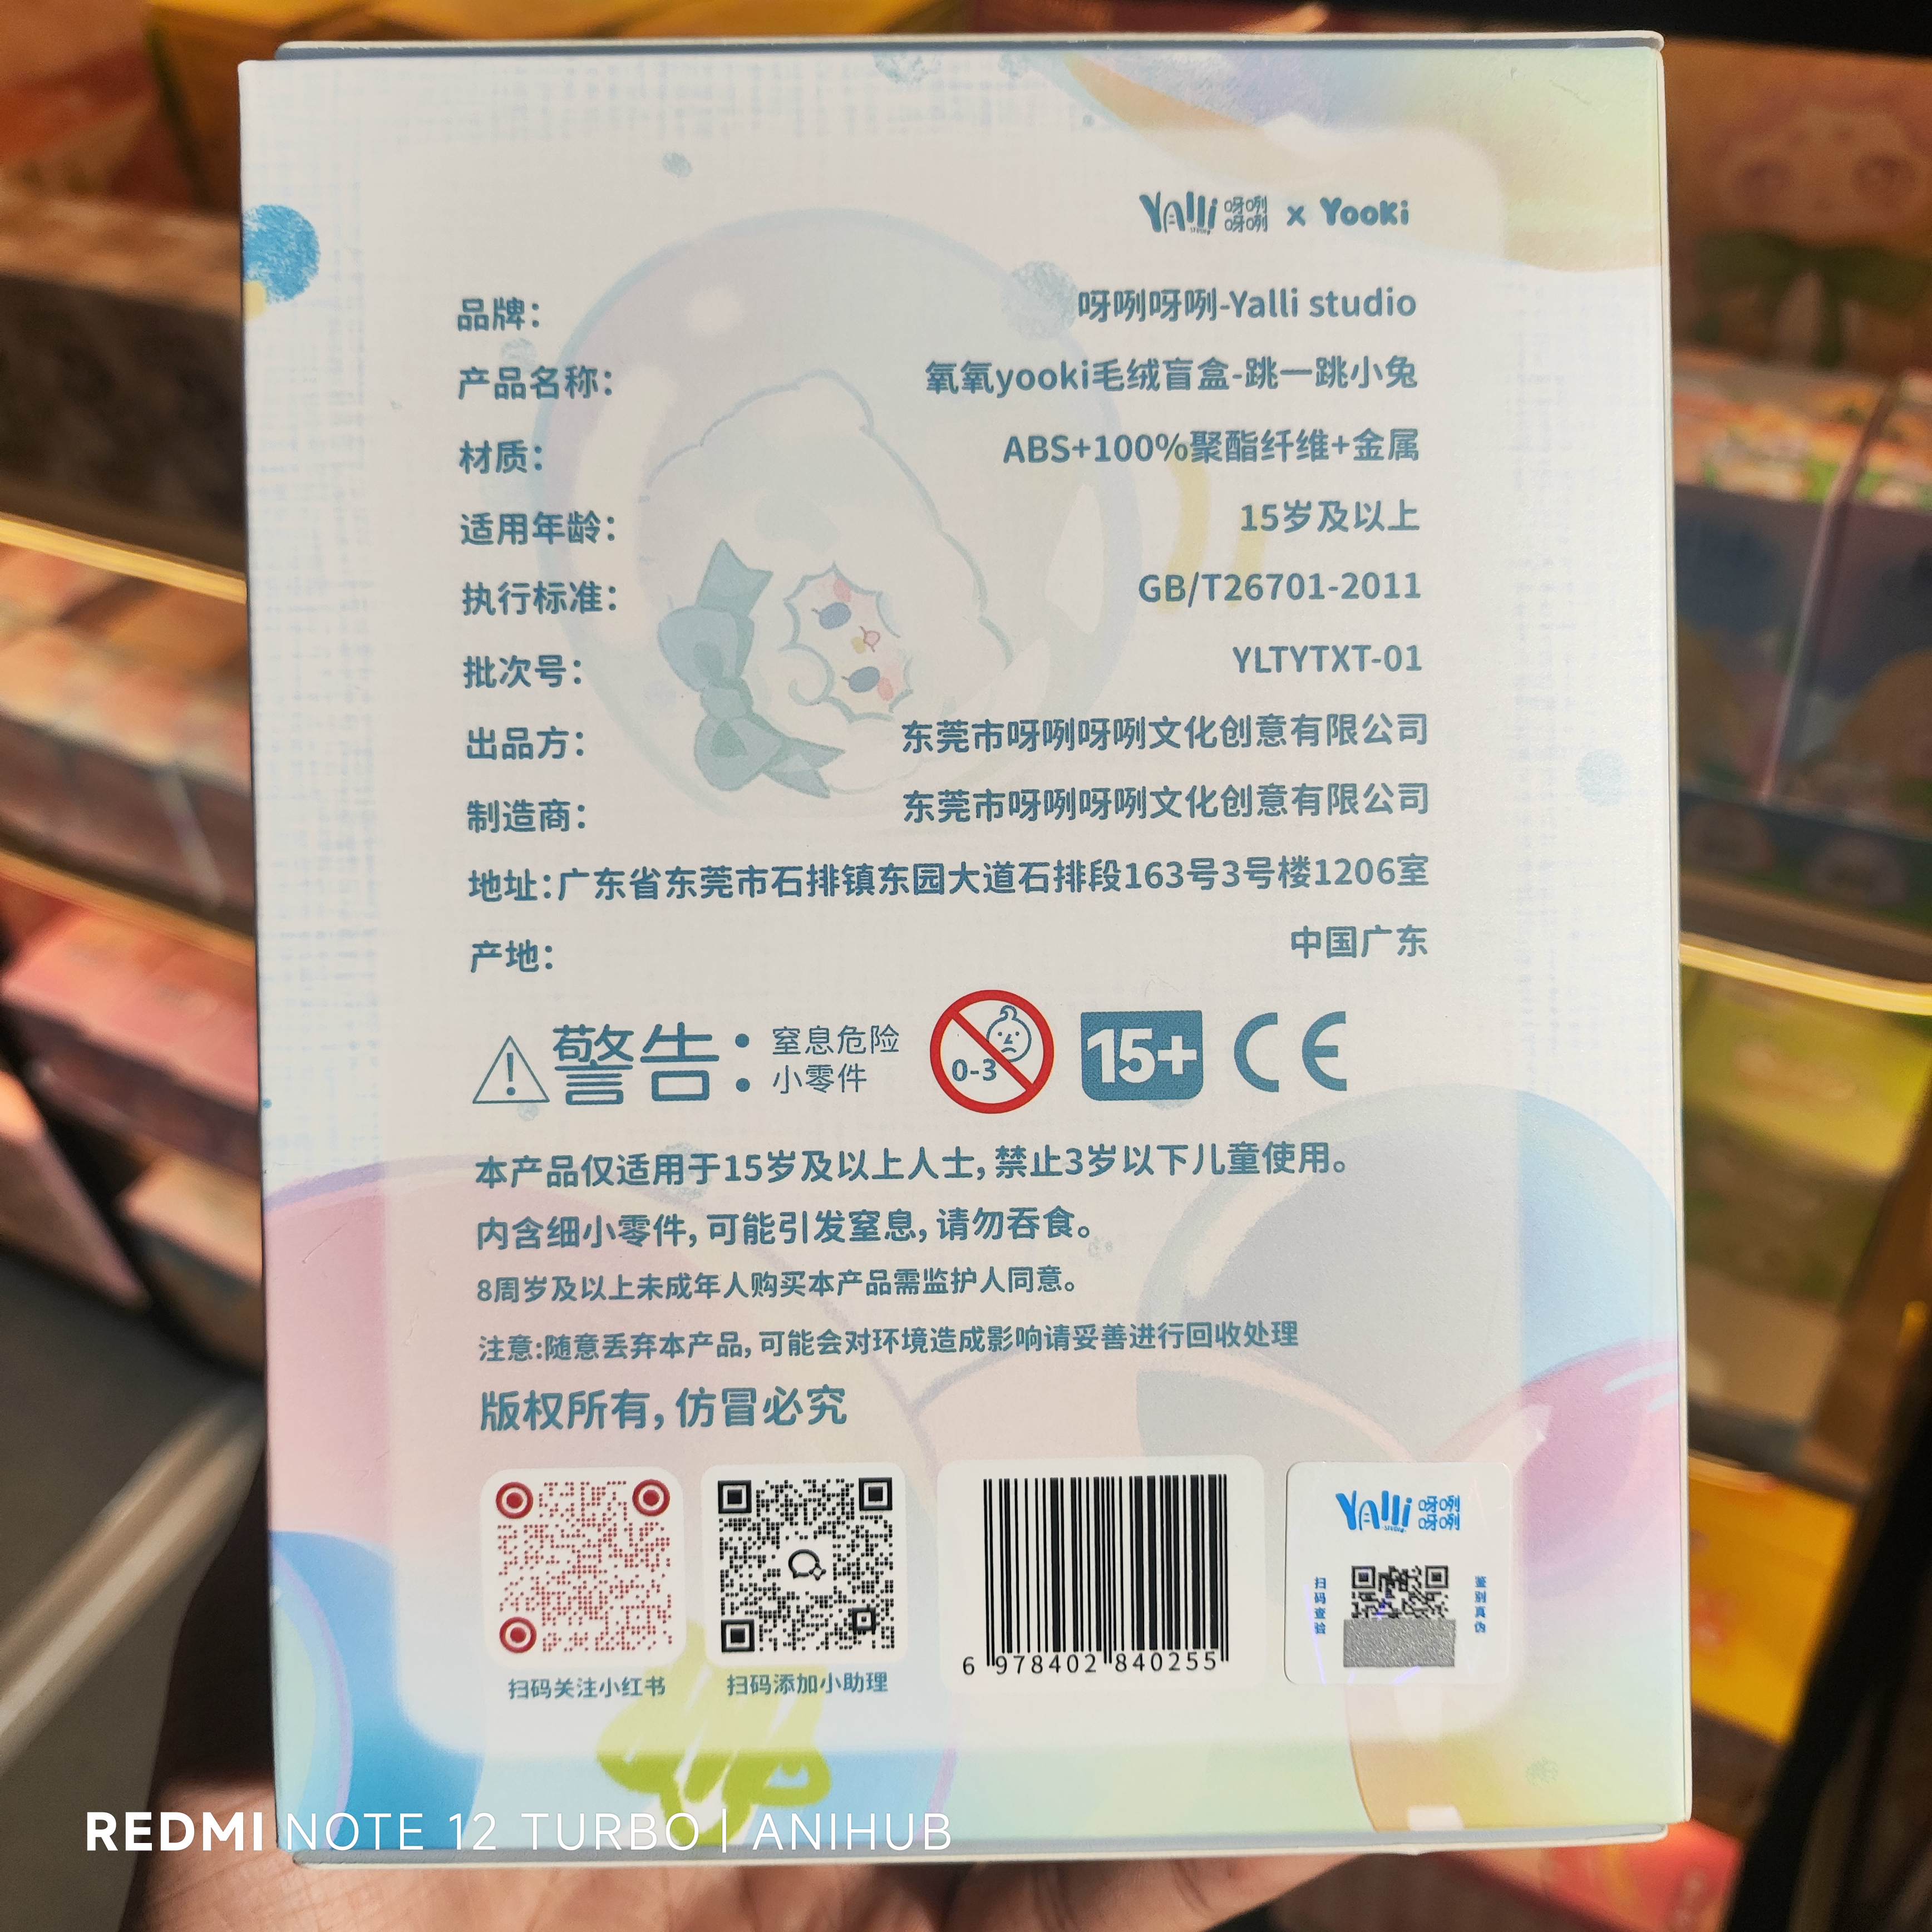 Yalli 呀咧呀咧 x Yooki
品牌： 呀咧呀咧-Yalli studio
产品名称： 氧氧yooki毛绒盲盒-跳一跳小兔
材质： ABS+100%聚酯纤维+金属
适用年龄： 15岁及以上
执行标准： GB/T26701-2011
批次号： YLTYTXT-01
出品方： 东莞市呀咧呀咧文化创意有限公司
制造商： 东莞市呀咧呀咧文化创意有限公司
地址：广东省东莞市石排镇东园大道石排段163号3号楼1206室
产地： 中国广东
警告： 窒息危险
小零件
0-3
15+
CE
本产品仅适用于15岁及以上人士，禁止3岁以下儿童使用。
内含细小零件，可能引发窒息，请勿吞食。
8周岁及以上未成年人购买本产品需监护人同意。
注意:随意丢弃本产品，可能会对环境造成影响请妥善进行回收处理
版权所有，仿冒必究
扫码关注小红书
扫码添加小助理
6 978402 840255
Yalli 呀咧呀咧
扫码查验
鉴别真伪
REDMI NOTE 12 TURBO | ANIHUB